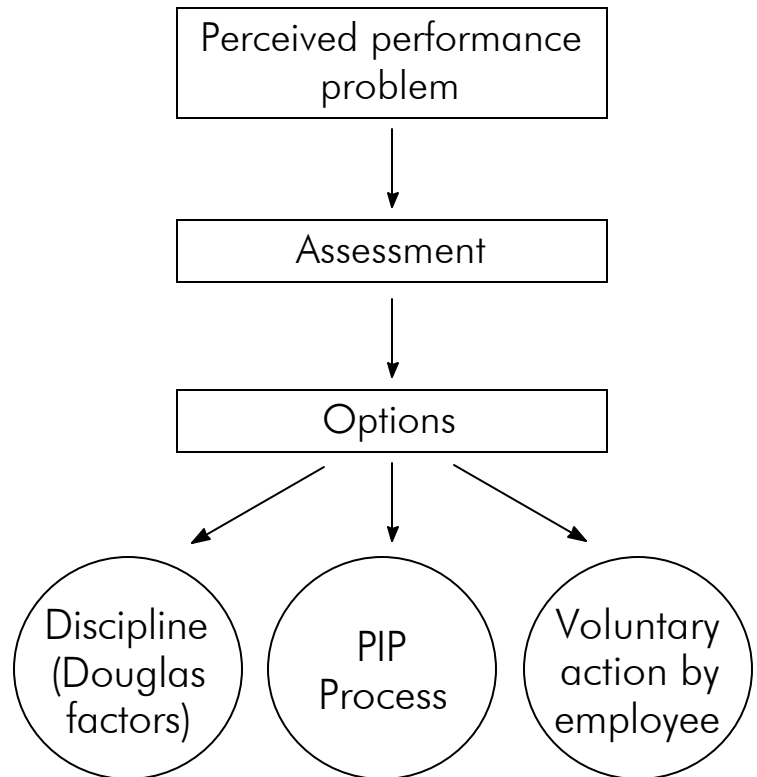 Perceived performance
problem
Assessment
Options
Discipline
(Douglas
factors)
PIP
Process
Voluntary
action by
employee